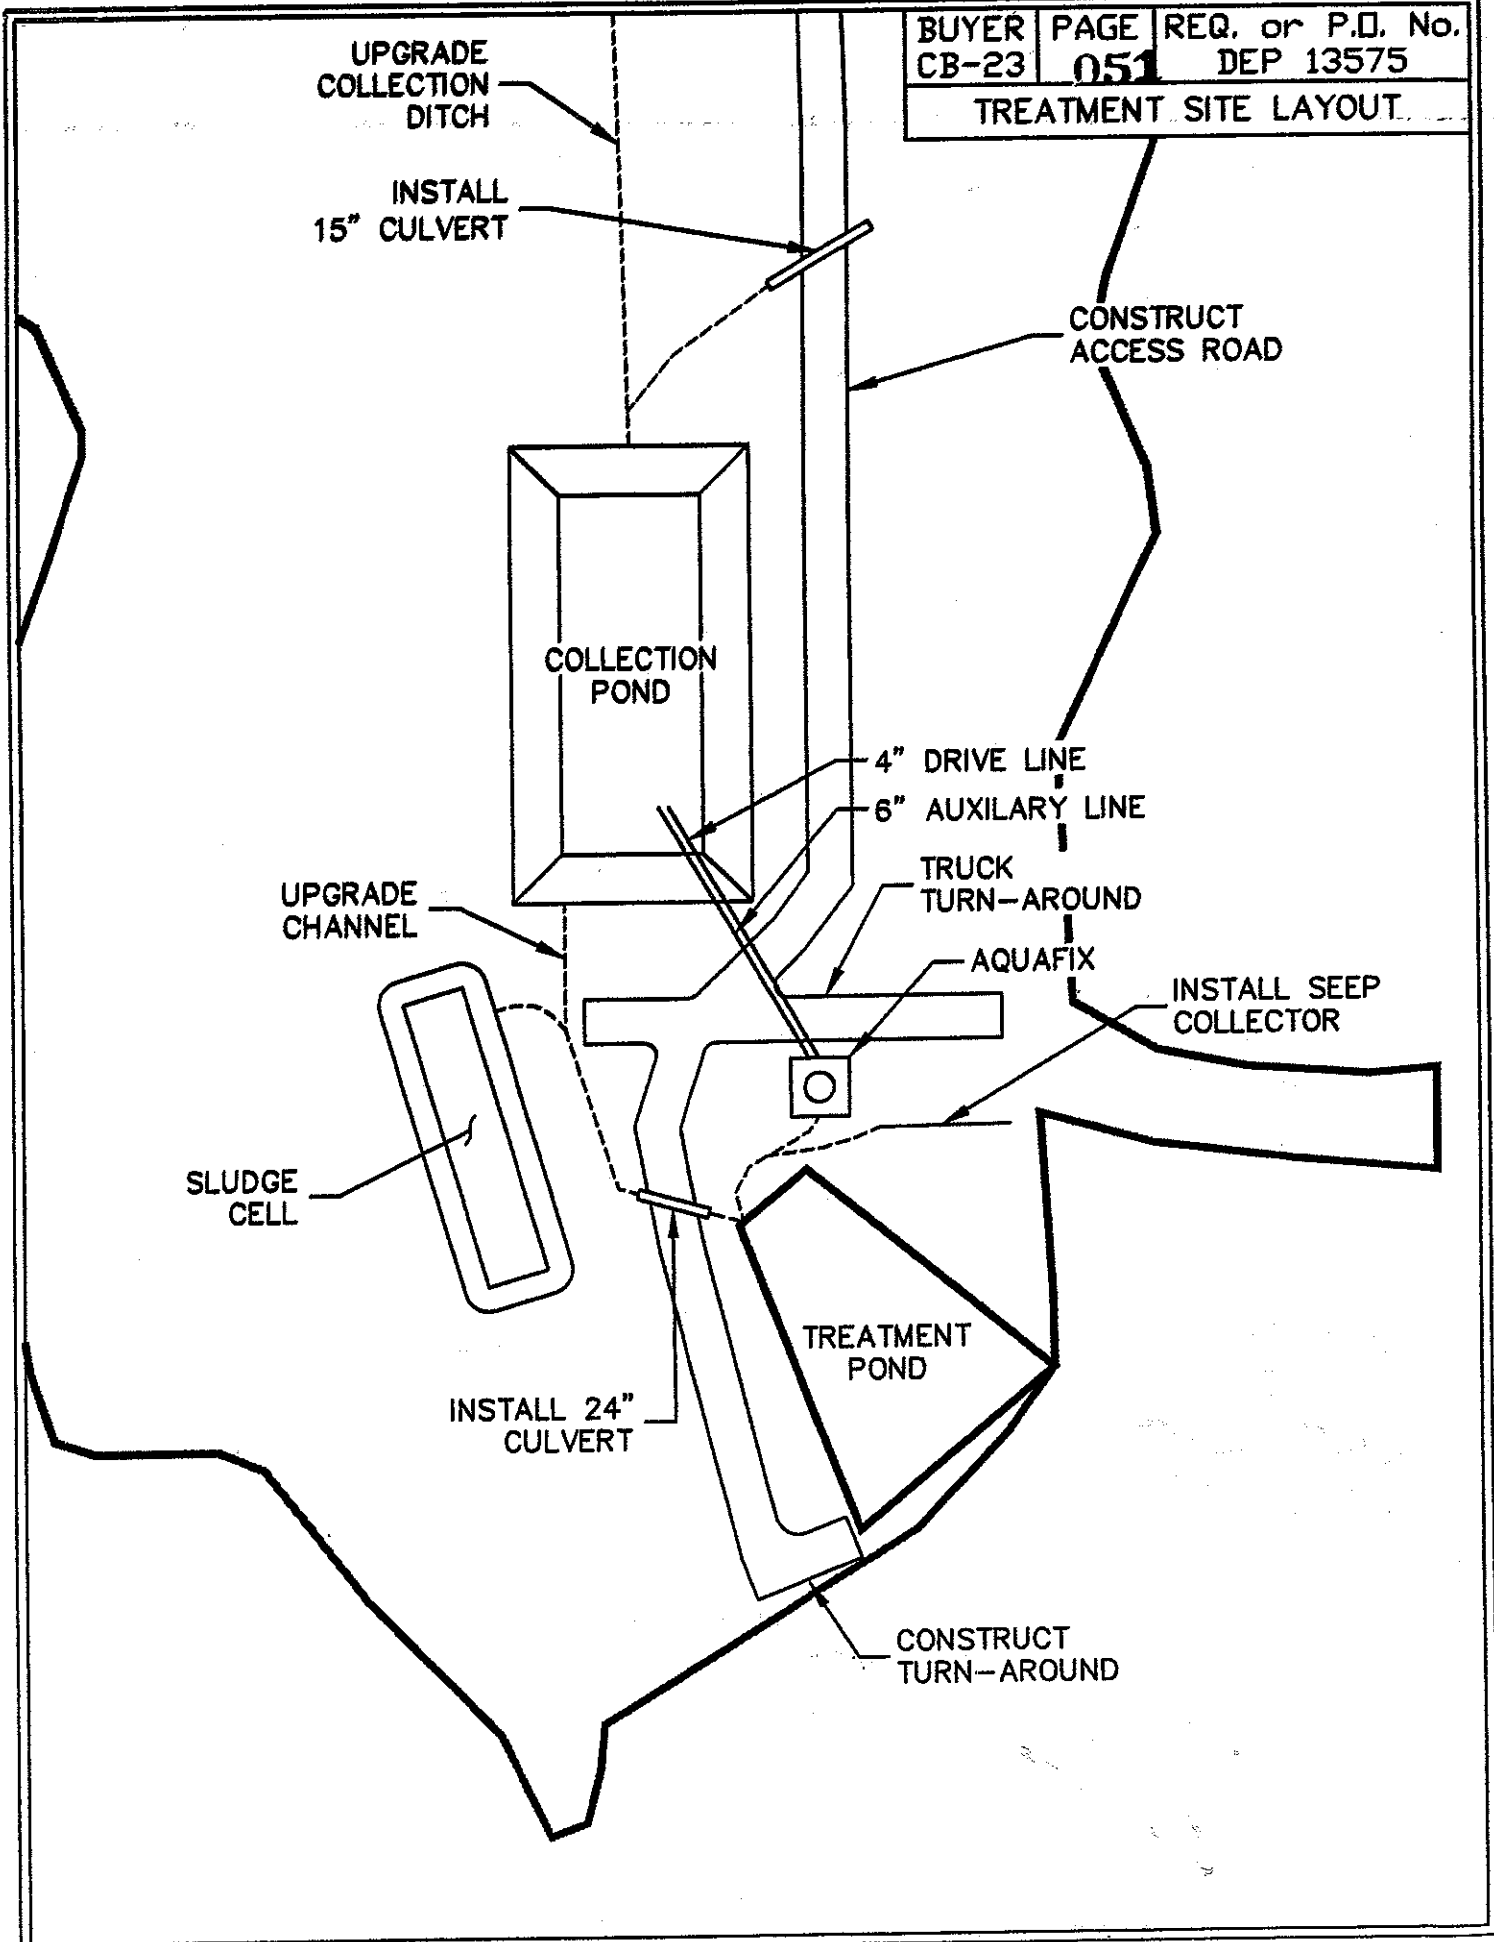 BUYER PAGE REQ. or P.O. No.
CB-23 051 DEP 13575
TREATMENT SITE LAYOUT
UPGRADE
COLLECTION
DITCH
INSTALL
15" CULVERT
CONSTRUCT
ACCESS ROAD
COLLECTION
POND
4" DRIVE LINE
6" AUXILARY LINE
TRUCK
TURN-AROUND
UPGRADE
CHANNEL
AQUAFIX
INSTALL SEEP
COLLECTOR
SLUDGE
CELL
TREATMENT
POND
INSTALL 24"
CULVERT
CONSTRUCT
TURN-AROUND